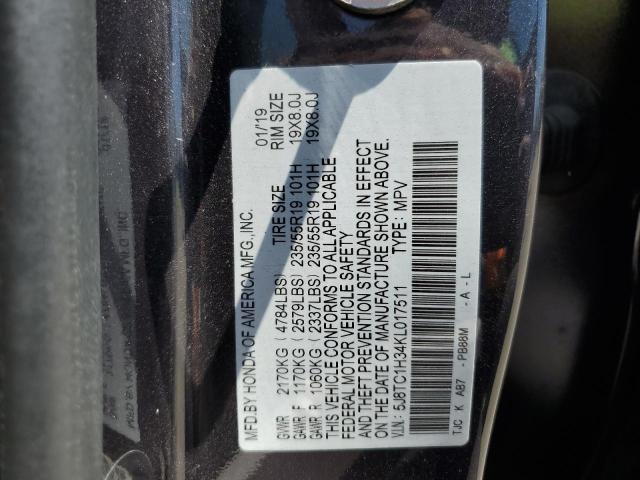 MFD.BY HONDA OF AMERICA MFG.,INC. 01/19
TIRE SIZE RIM SIZE
GVWR 2170KG (4784LBS)
GAWR F 1170KG (2579LBS) 235/55R19 101H 19X8.0J
GAWR R 1060KG (2337LBS) 235/55R19 101H 19X8.0J
THIS VEHICLE CONFORMS TO ALL APPLICABLE
FEDERAL MOTOR VEHICLE SAFETY
AND THEFT PREVENTION STANDARDS IN EFFECT
ON THE DATE OF MANUFACTURE SHOWN ABOVE.
V.I.N.: 5J8TC1H34KL017511 TYPE: MPV
TJC K AB7 - PB88M - A - L